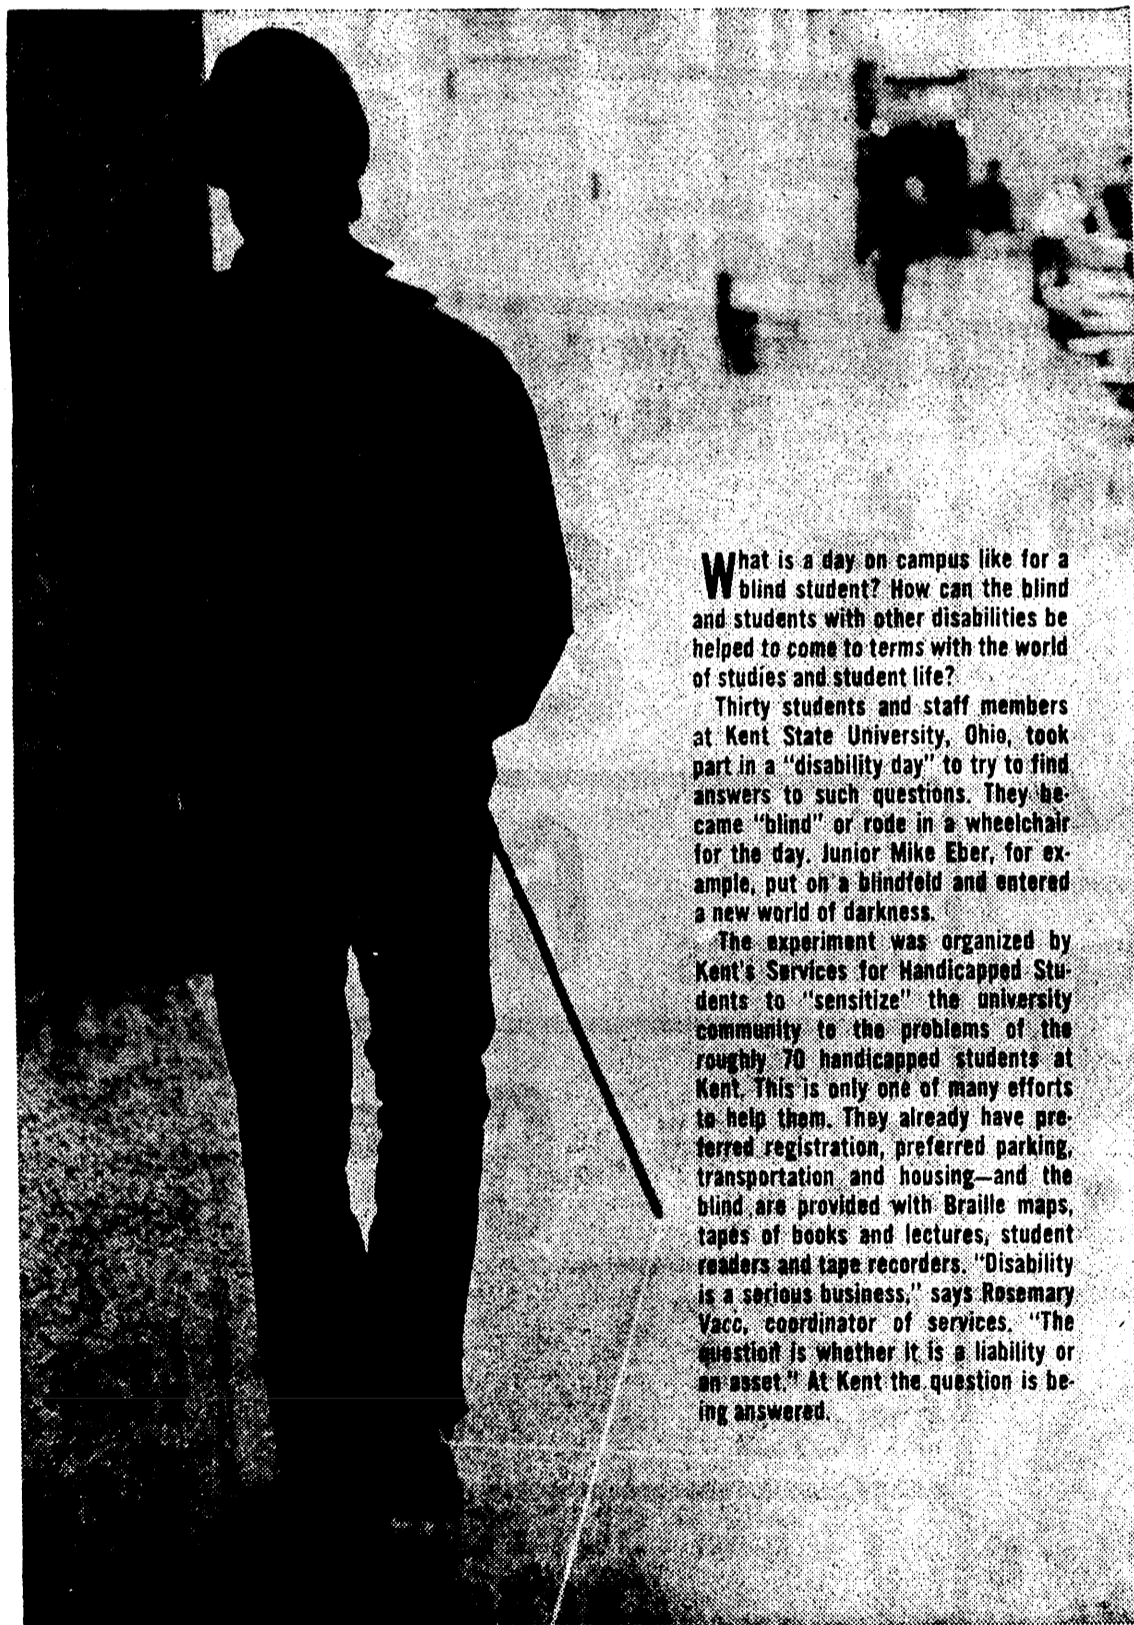 What is a day on campus like for a
blind student? How can the blind
and students with other disabilities be
helped to come to terms with the world
of studies and student life?
Thirty students and staff members
at Kent State University, Ohio, took
part in a "disability day" to try to find
answers to such questions. They be-
came "blind" or rode in a wheelchair
for the day. Junior Mike Eber, for ex-
ample, put on a blindfold and entered
a new world of darkness.
The experiment was organized by
Kent's Services for Handicapped Stu-
dents to "sensitize" the university
community to the problems of the
roughly 70 handicapped students at
Kent. This is only one of many efforts
to help them. They already have pre-
ferred registration, preferred parking,
transportation and housing—and the
blind are provided with Braille maps,
tapes of books and lectures, student
readers and tape recorders. "Disability
is a serious business," says Rosemary
Vacc, coordinator of services. "The
question is whether it is a liability or
an asset." At Kent the question is be-
ing answered.